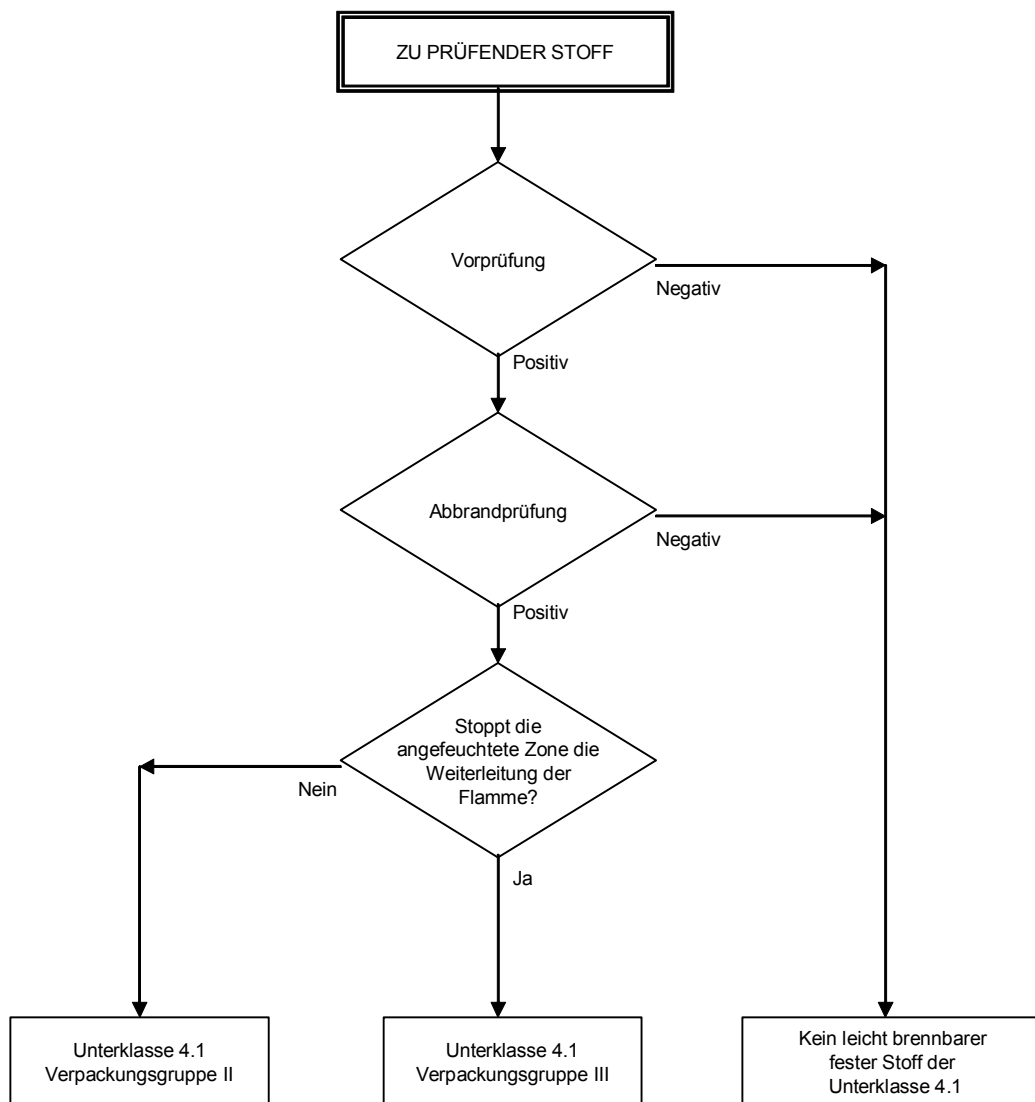 ZU PRÜFENDER STOFF
Vorprüfung
Negativ
Positiv
Abbrandprüfung
Negativ
Positiv
Stoppt die
angefeuchtete Zone die
Weiterleitung der
Flamme?
Nein
Ja
Unterklasse 4.1
Verpackungsgruppe II
Unterklasse 4.1
Verpackungsgruppe III
Kein leicht brennbarer
fester Stoff der
Unterklasse 4.1